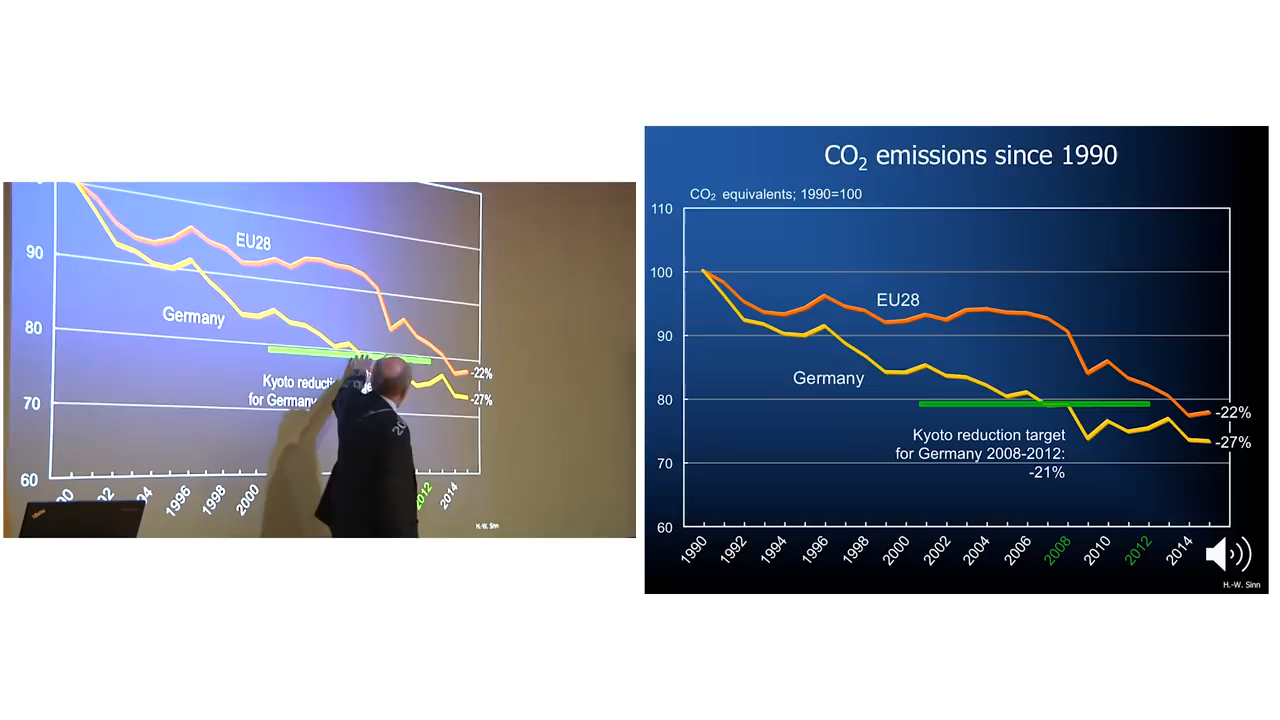 EU28
90
Germany
80
Kyoto
for Germany
-22%
-27%
70
60
1996
1998
2000
2012
2014
H.-W. Sinn
CO₂ emissions since 1990
CO₂ equivalents; 1990=100
110
100
EU28
90
Germany
80
-22%
Kyoto reduction target
for Germany 2008-2012:
-21%
-27%
70
60
1990
1992
1994
1996
1998
2000
2002
2004
2006
2008
2010
2012
2014
H.-W. Sinn